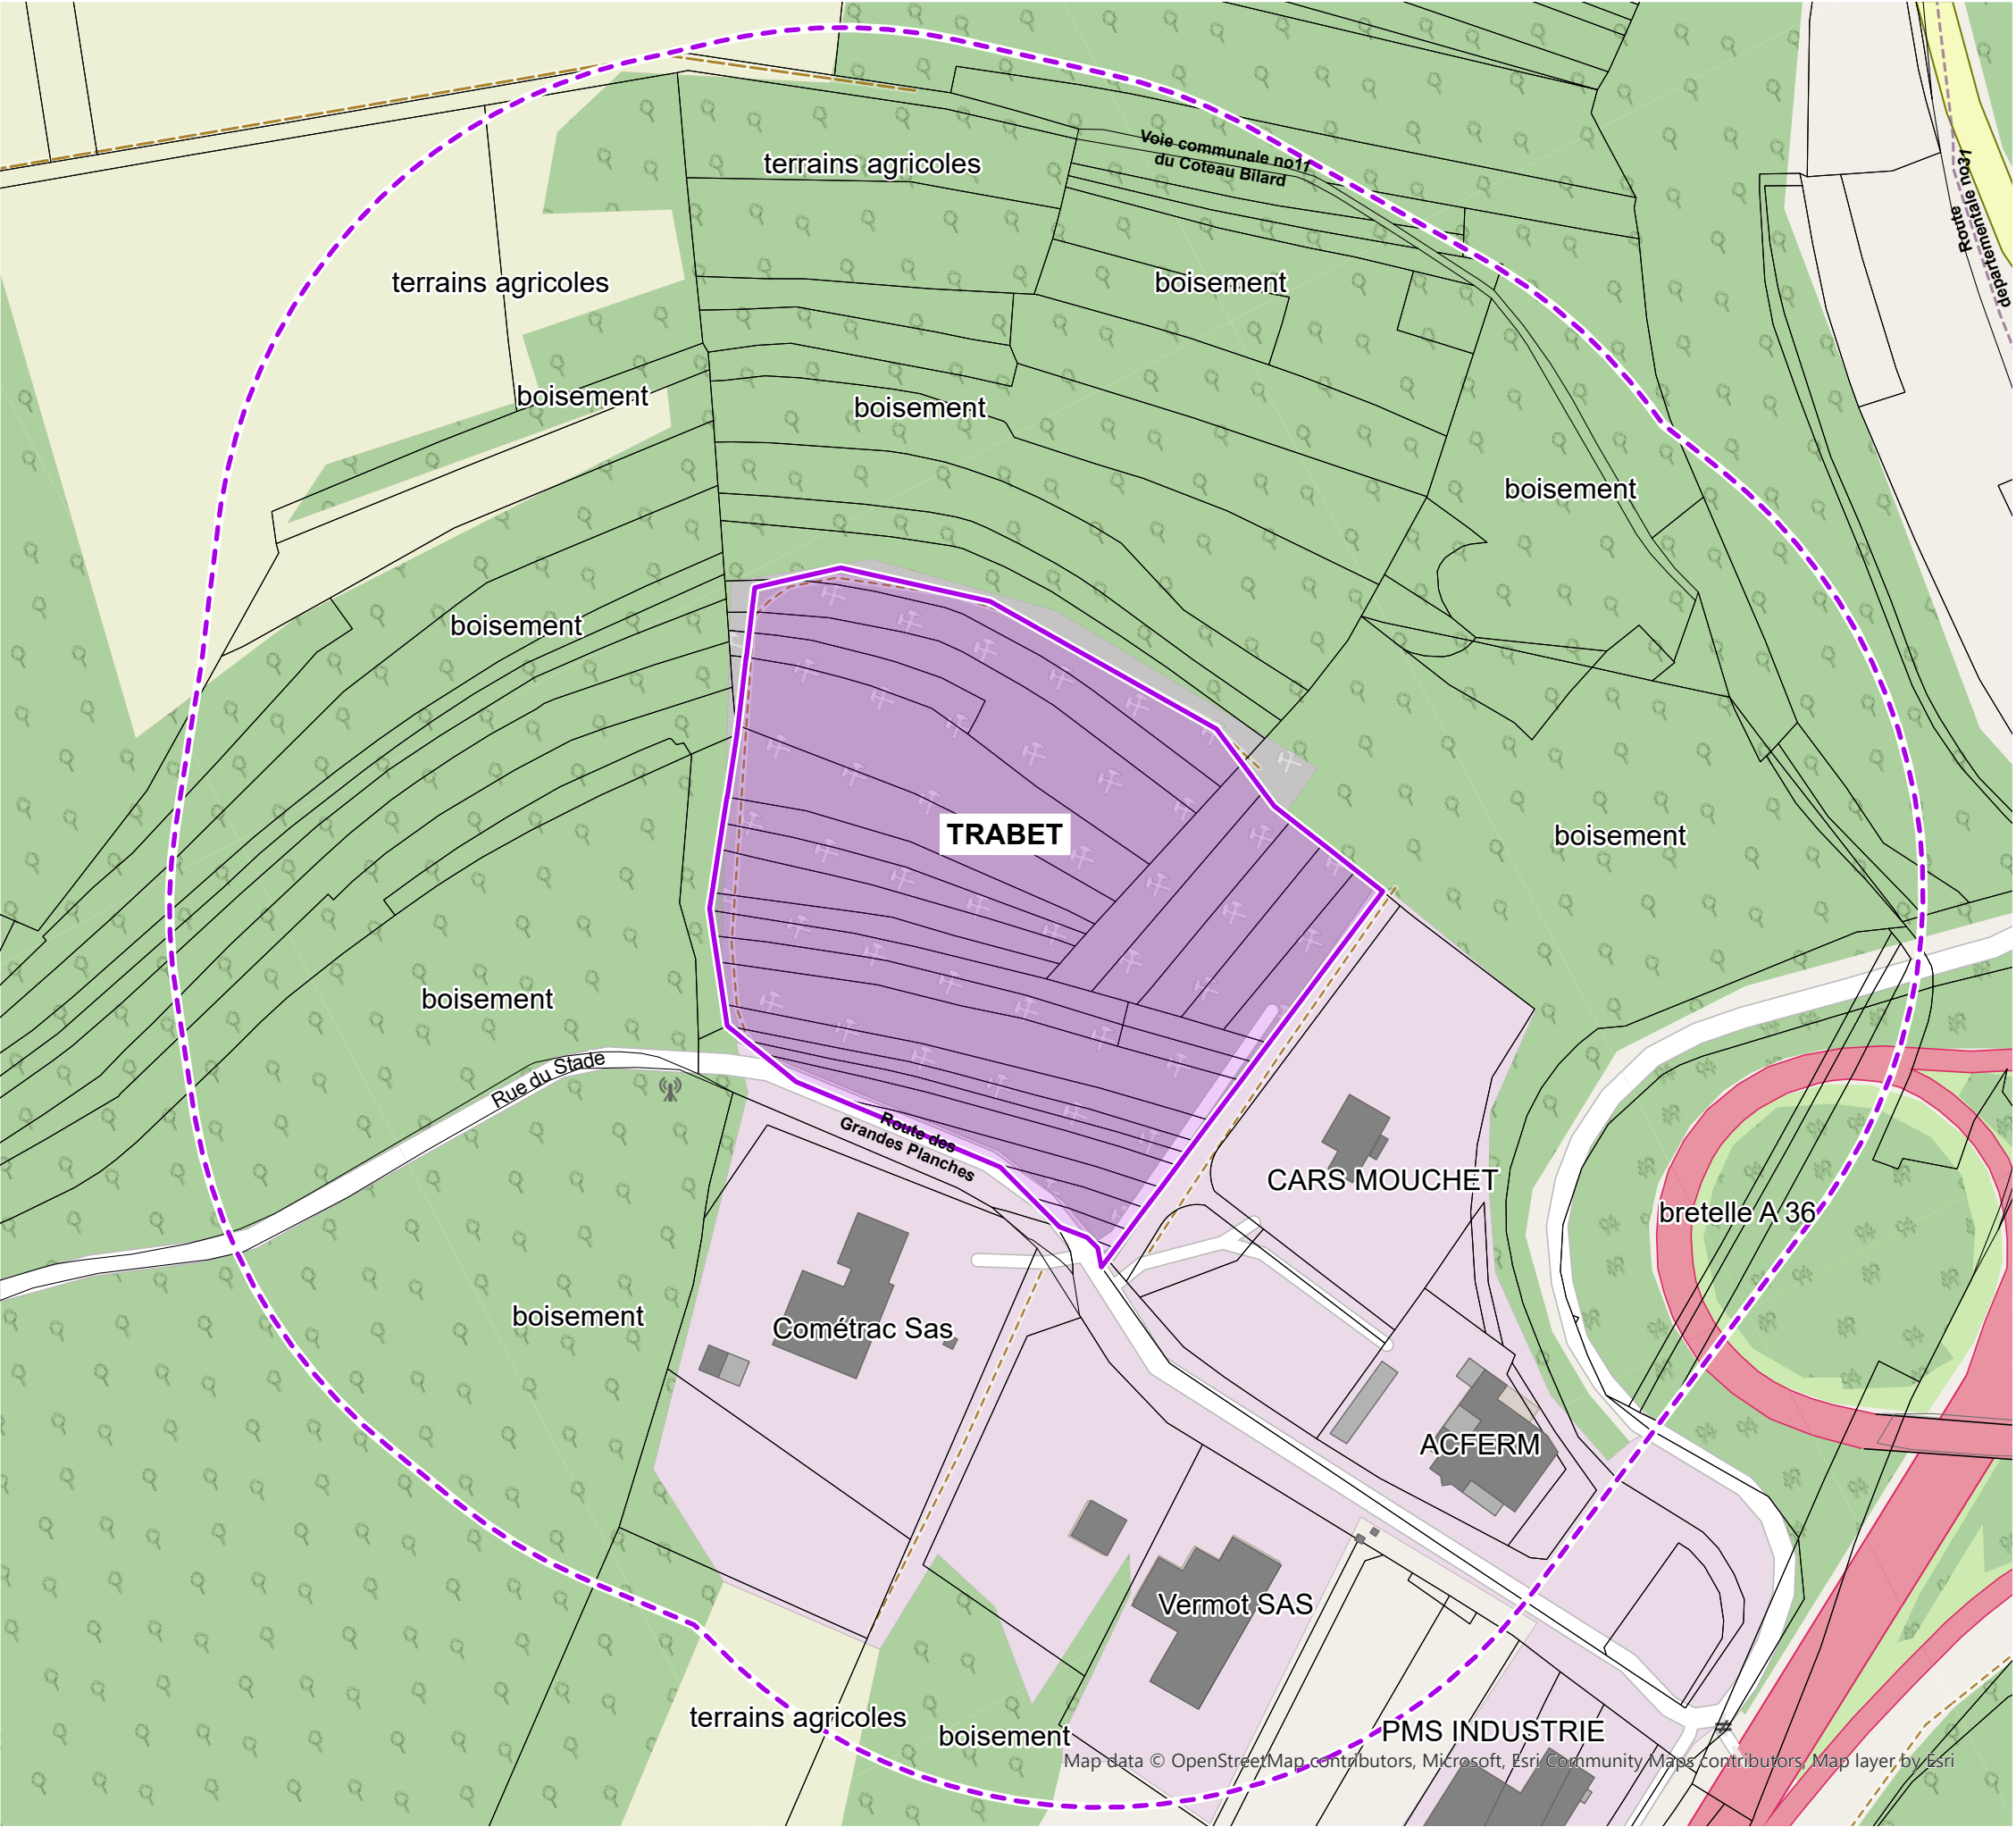 Voie communale no11
du Coteau Bilard
terrains agricoles
Route
departementale no31
terrains agricoles
boisement
boisement
boisement
boisement
boisement
TRABET
boisement
boisement
Rue du Stade
Route des
Grandes Planches
CARS MOUCHET
bretelle A 36
boisement
Cométrac Sas
ACFERM
Vermot SAS
terrains agricoles
boisement
PMS INDUSTRIE
Map data © OpenStreetMap contributors, Microsoft, Esri Community Maps contributors, Map layer by Esri